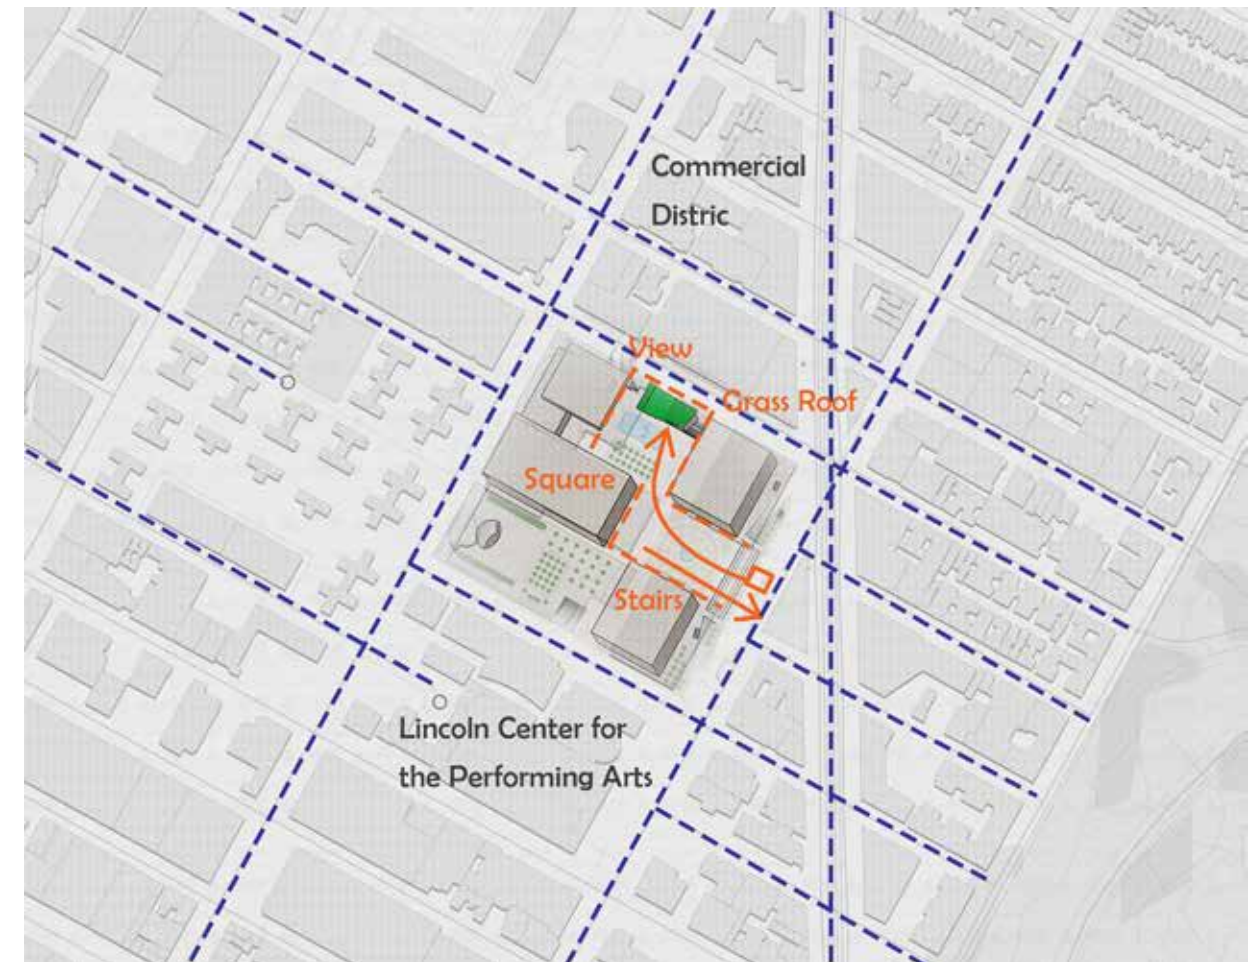 Commercial
Distric
View
Grass Roof
Square
Stairs
Lincoln Center for
the Performing Arts